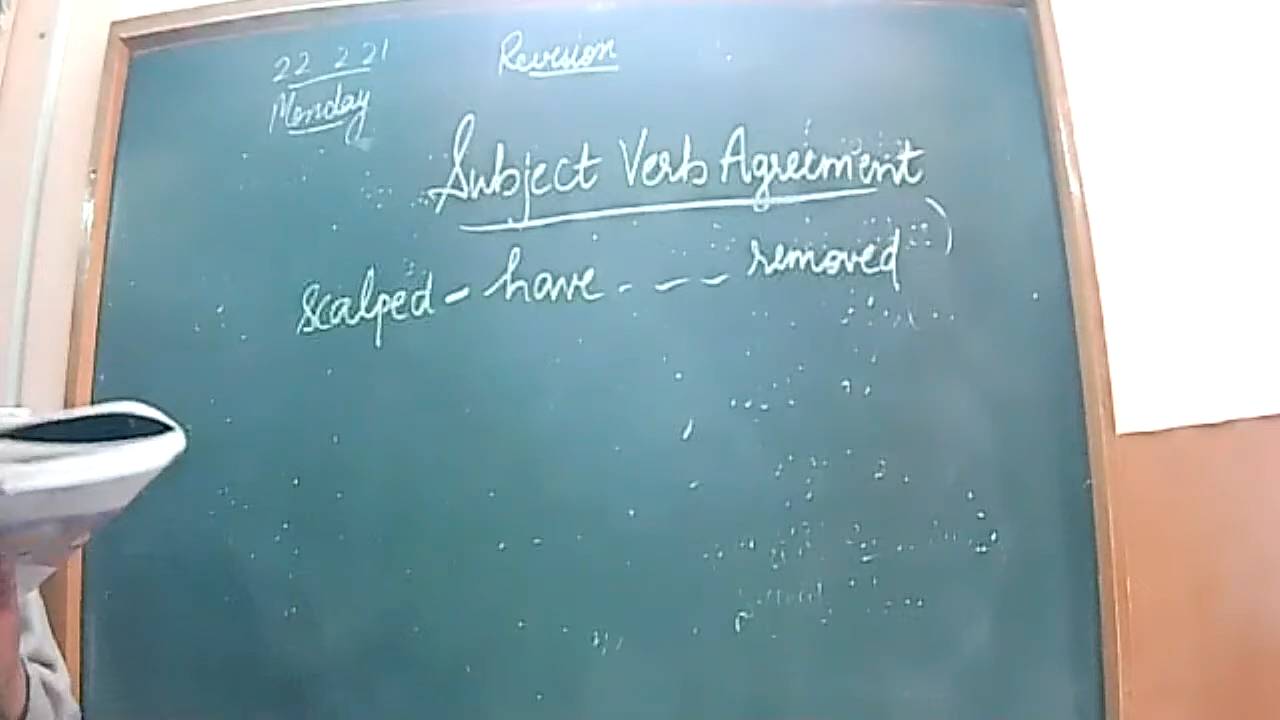 22 2 21
Revision
Monday
Subject Verb Agreement
scalped - have - - - removed )